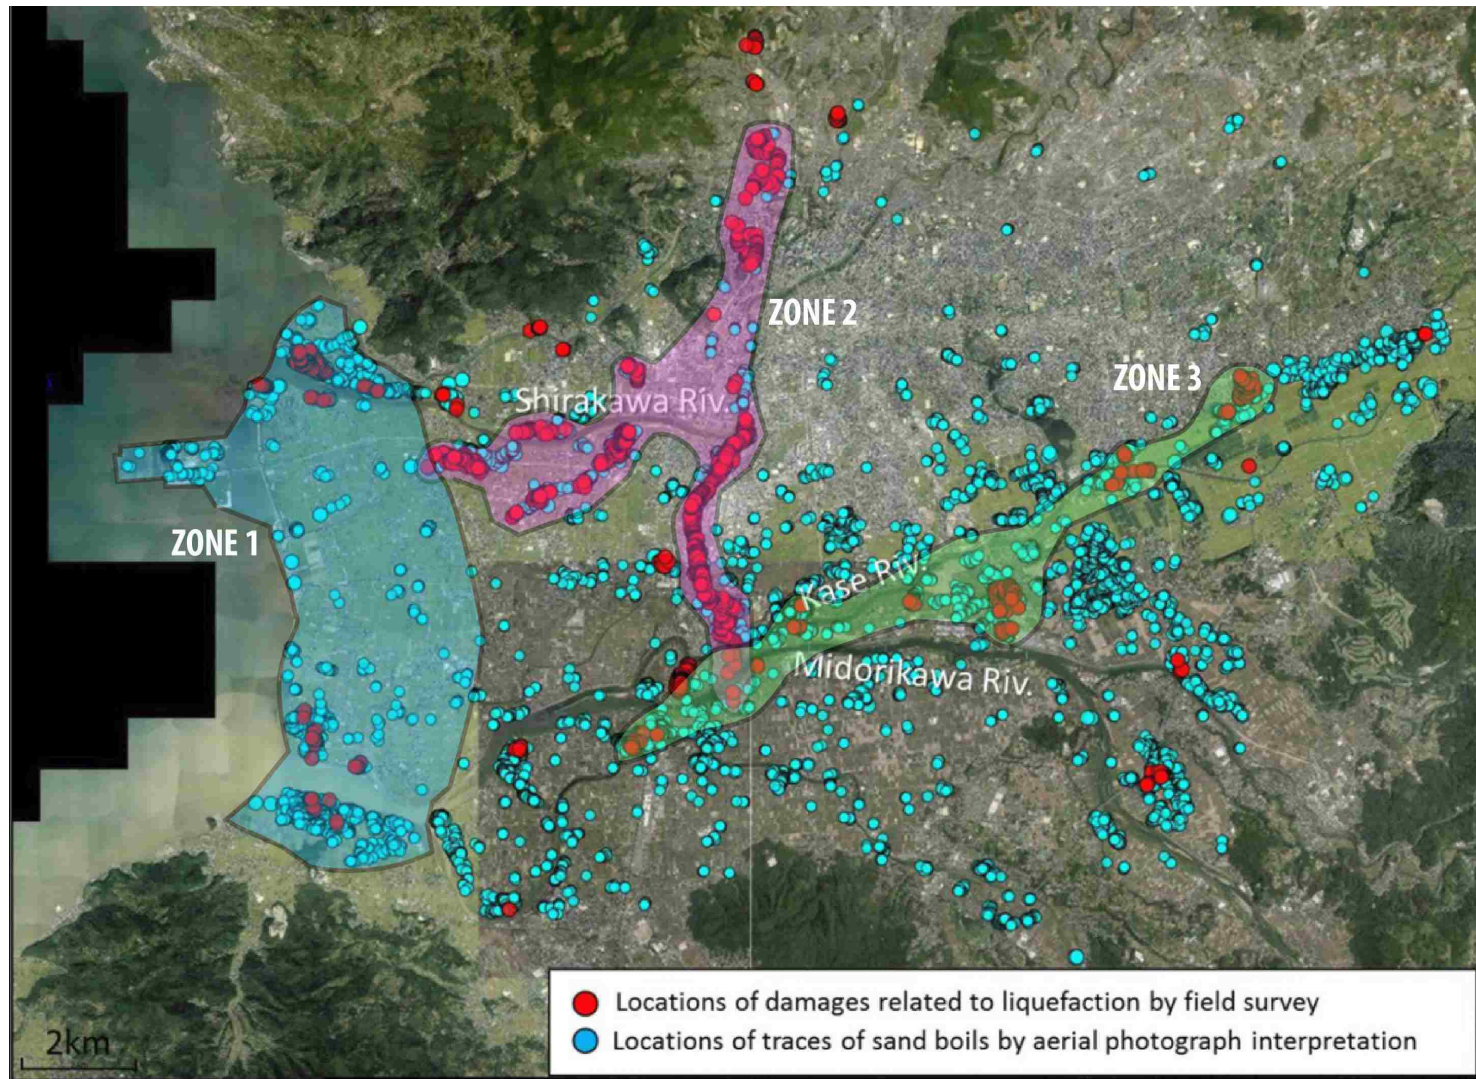 ZONE 2
ZONE 3
Shirakawa Riv.
ZONE 1
Kase Riv.
Midorikawa Riv.
Locations of damages related to liquefaction by field survey
Locations of traces of sand boils by aerial photograph interpretation
2km